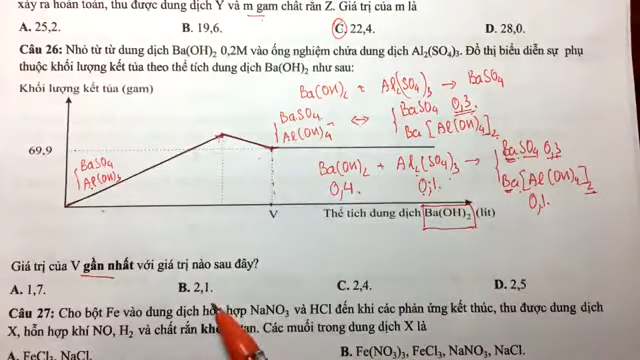 xảy ra hoàn toàn, thu được dung dịch Y và m gam chất rắn Z. Giá trị của m là
A. 25,2. B. 19,6. C. 22,4. D. 28,0.
Câu 26: Nhỏ từ từ dung dịch Ba(OH)2 0,2M vào ống nghiệm chứa dung dịch Al2(SO4)3. Đồ thị biểu diễn sự phụ
thuộc khối lượng kết tủa theo thể tích dung dịch Ba(OH)2 như sau:
Khối lượng kết tủa (gam)
Ba(OH)2 + Al2(SO4)3 → BaSO4
BaSO4 ⇔ BaSO4 0,3
Al(OH)4- Ba[Al(OH)4]2
69,9
BaSO4
Al(OH)3
Ba(OH)2 + Al2(SO4)3 → BaSO4 0,3
0,4. 0,1. Ba[Al(OH)4]2
0,1.
V Thể tích dung dịch Ba(OH)2 (lít)
Giá trị của V gần nhất với giá trị nào sau đây?
A. 1,7. B. 2,1. C. 2,4. D. 2,5
Câu 27: Cho bột Fe vào dung dịch hỗn hợp NaNO3 và HCl đến khi các phản ứng kết thúc, thu được dung dịch
X, hỗn hợp khí NO, H2 và chất rắn tan. Các muối trong dung dịch X là
A. FeCl2, NaCl. B. Fe(NO3)3, FeCl3, NaNO3, NaCl.